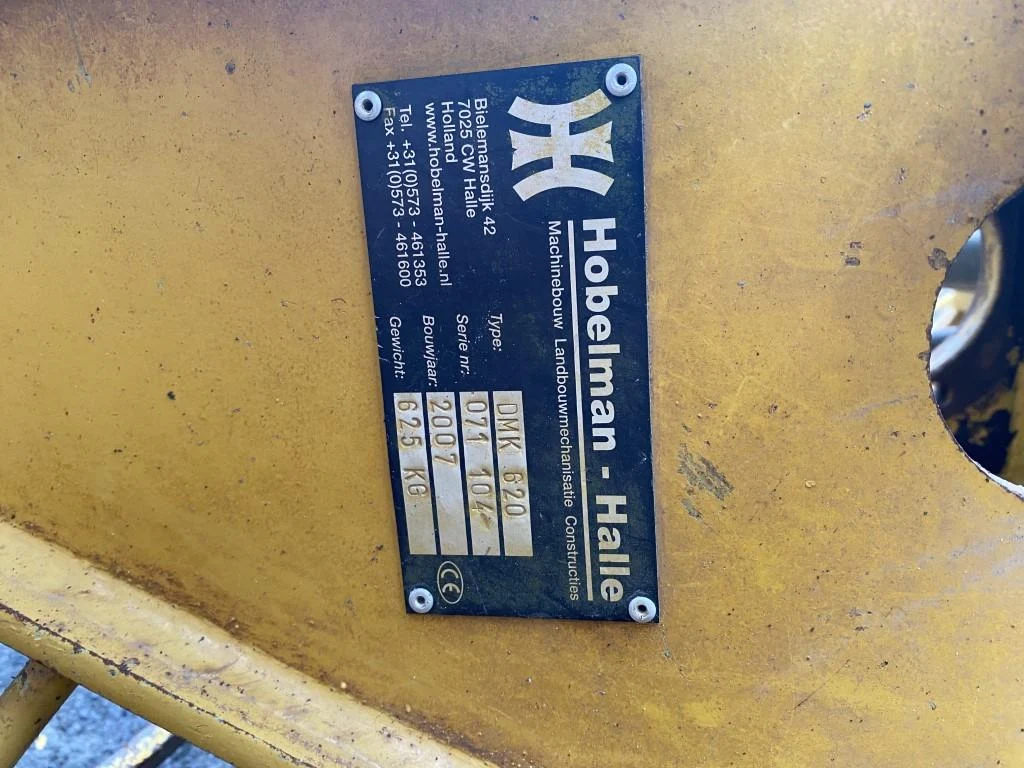 Hobelman - Halle
Machinebouw Landbouwmechanisatie Constructies
Bielemansdijk 42
7025 CW Halle
Holland
www.hobelman-halle.nl
Tel. +31(0)573 - 461353
Fax +31(0)573 - 461600
Type: DMK 620
Serie nr: 071 104
Bouwjaar: 2007
Gewicht: 625 KG
CE